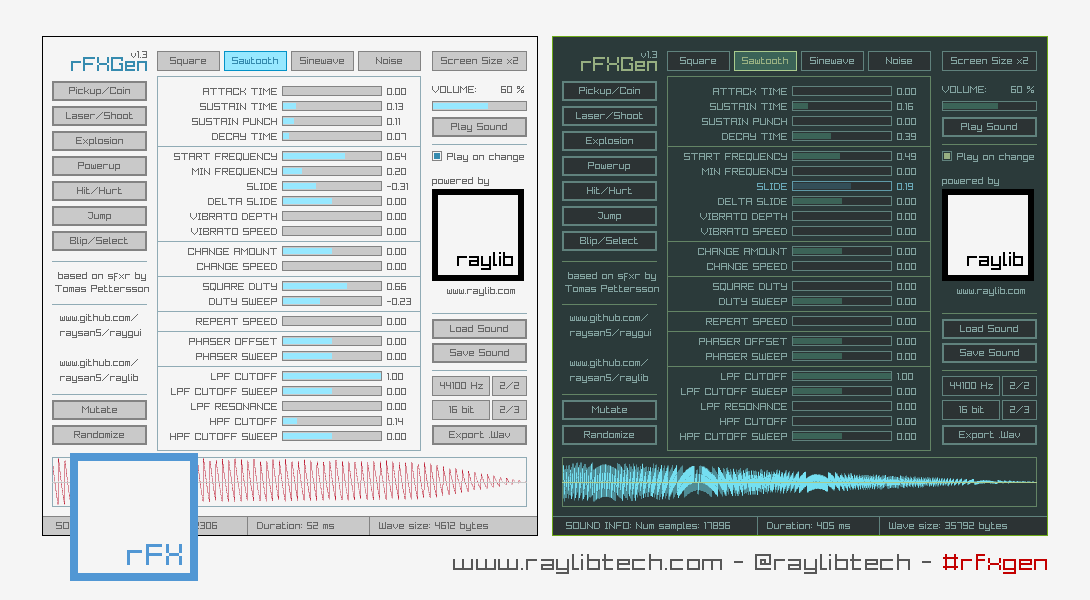 v1.3
rFXGen
Square
Sawtooth
Sinewave
Noise
Screen Size x2
Pickup/Coin
Laser/Shoot
Explosion
Powerup
Hit/Hurt
Jump
Blip/Select
based on sfxr by
Tomas Pettersson
www.github.com/
raysan5/raygui
www.github.com/
raysan5/raylib
Mutate
Randomize
ATTACK TIME 0.00
SUSTAIN TIME 0.13
SUSTAIN PUNCH 0.11
DECAY TIME 0.07
START FREQUENCY 0.64
MIN FREQUENCY 0.20
SLIDE -0.31
DELTA SLIDE 0.00
VIBRATO DEPTH 0.00
VIBRATO SPEED 0.00
CHANGE AMOUNT 0.00
CHANGE SPEED 0.00
SQUARE DUTY 0.66
DUTY SWEEP -0.23
REPEAT SPEED 0.00
PHASER OFFSET 0.00
PHASER SWEEP 0.00
LPF CUTOFF 1.00
LPF CUTOFF SWEEP 0.00
LPF RESONANCE 0.00
HPF CUTOFF 0.14
HPF CUTOFF SWEEP 0.00
VOLUME: 60 %
Play Sound
Play on change
powered by
raylib
www.raylib.com
Load Sound
Save Sound
44100 Hz 2/2
16 bit 2/3
Export .Wav
SO
2306
Duration: 52 ms
Wave size: 4612 bytes
rFX
v1.3
rFXGen
Square
Sawtooth
Sinewave
Noise
Screen Size x2
Pickup/Coin
Laser/Shoot
Explosion
Powerup
Hit/Hurt
Jump
Blip/Select
based on sfxr by
Tomas Pettersson
www.github.com/
raysan5/raygui
www.github.com/
raysan5/raylib
Mutate
Randomize
ATTACK TIME 0.00
SUSTAIN TIME 0.16
SUSTAIN PUNCH 0.00
DECAY TIME 0.39
START FREQUENCY 0.49
MIN FREQUENCY 0.00
SLIDE 0.19
DELTA SLIDE 0.00
VIBRATO DEPTH 0.00
VIBRATO SPEED 0.00
CHANGE AMOUNT 0.00
CHANGE SPEED 0.00
SQUARE DUTY 0.00
DUTY SWEEP 0.00
REPEAT SPEED 0.00
PHASER OFFSET 0.00
PHASER SWEEP 0.00
LPF CUTOFF 1.00
LPF CUTOFF SWEEP 0.00
LPF RESONANCE 0.00
HPF CUTOFF 0.00
HPF CUTOFF SWEEP 0.00
VOLUME: 60 %
Play Sound
Play on change
powered by
raylib
www.raylib.com
Load Sound
Save Sound
44100 Hz 2/2
16 bit 2/3
Export .Wav
SOUND INFO: Num samples: 17896
Duration: 405 ms
Wave size: 35792 bytes
www.raylibtech.com - @raylibtech - #rfxgen